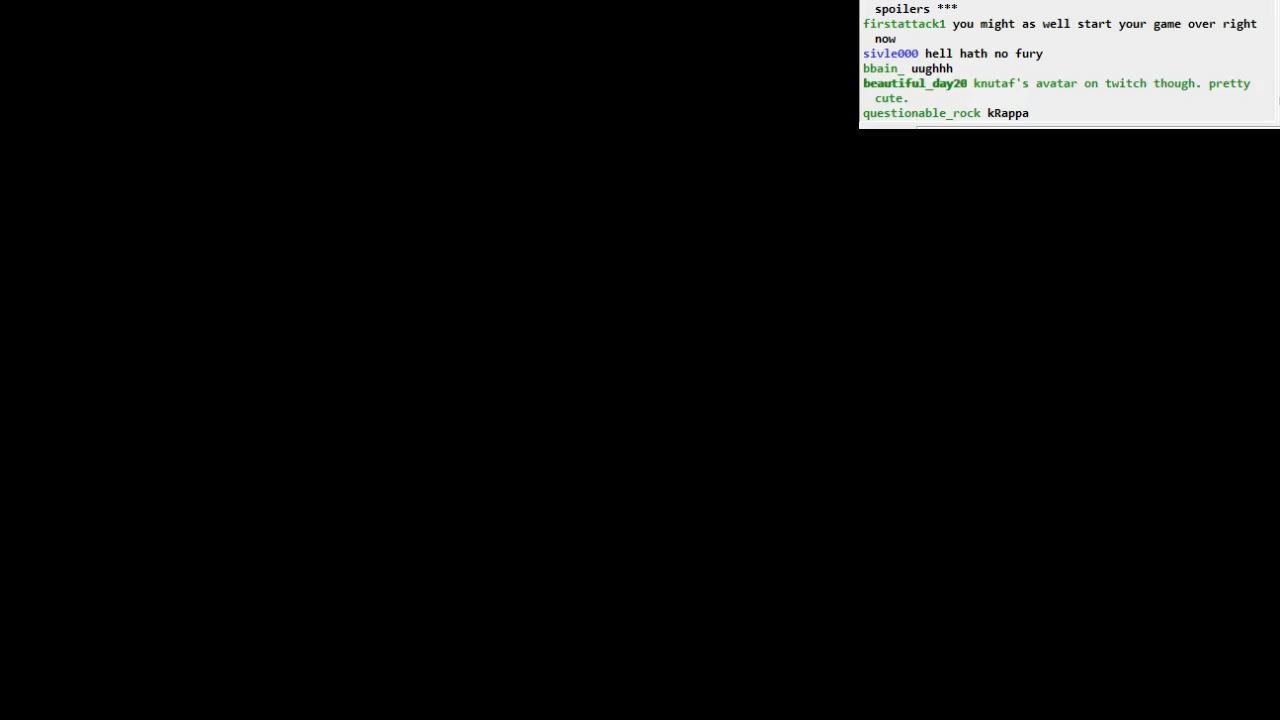 spoilers ***
firstattack1 you might as well start your game over right
now
sivle000 hell hath no fury
bbain_ uughhh
beautiful_day20 knutaf's avatar on twitch though. pretty
cute.
questionable_rock kRappa